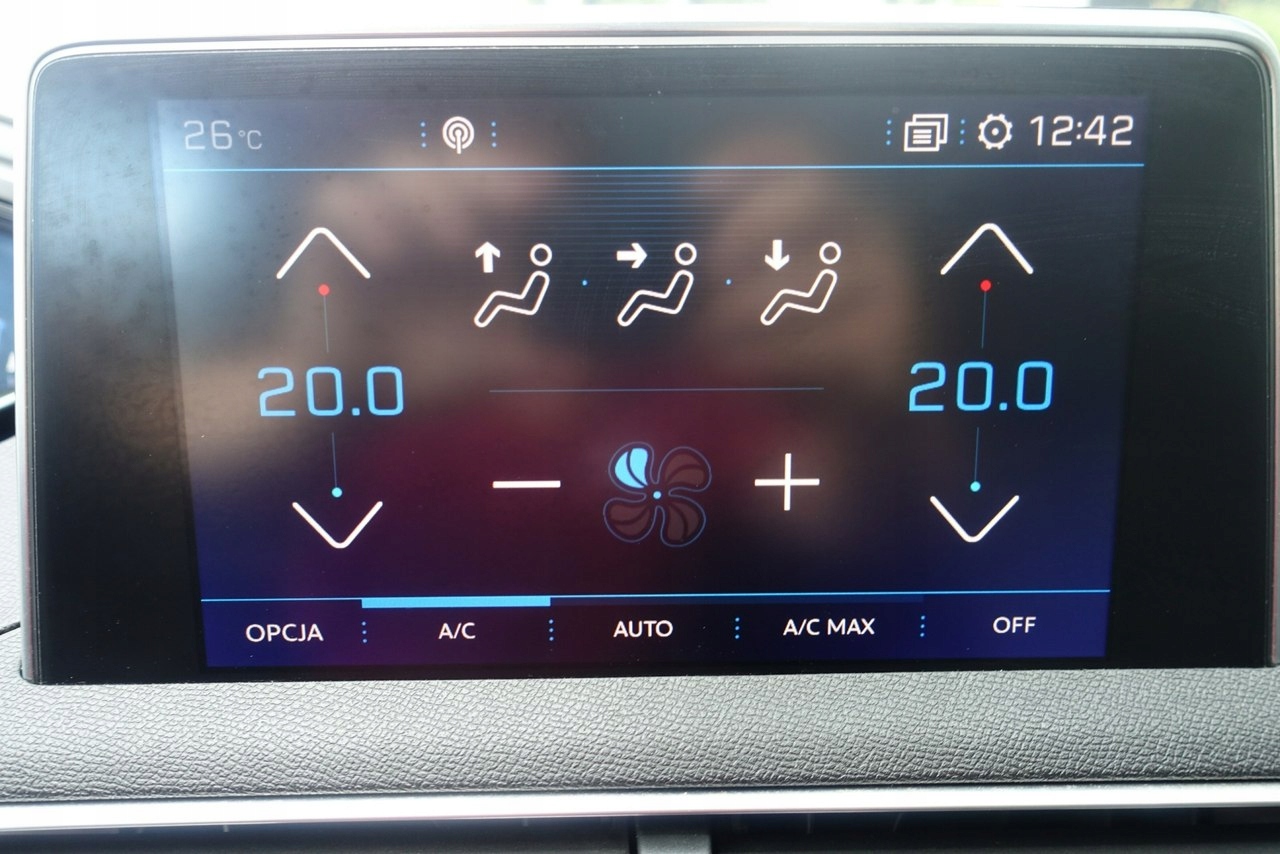 26°C 12:42
20.0 20.0
OPCJA A/C AUTO A/C MAX OFF